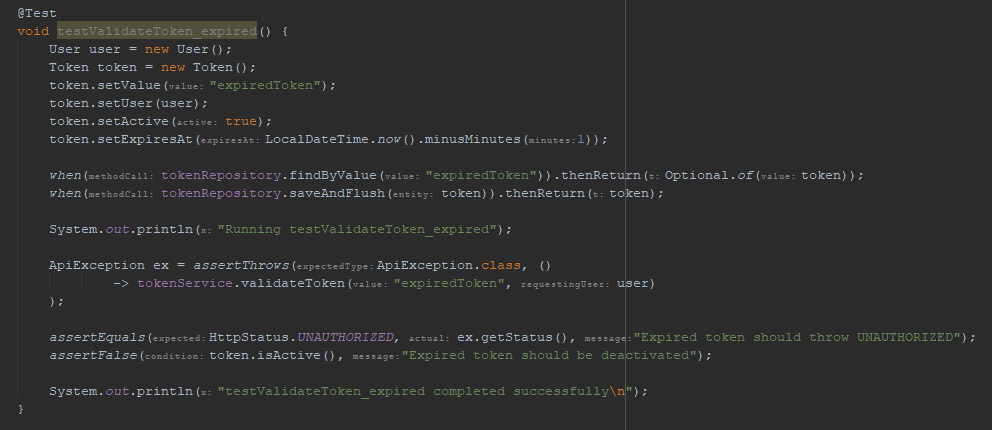 @Test
void testValidateToken_expired() {
User user = new User();
Token token = new Token();
token.setValue(value: "expiredToken");
token.setUser(user);
token.setActive(active: true);
token.setExpiresAt(expiresAt: LocalDateTime.now().minusMinutes(minutes: 1));
when(methodCall: tokenRepository.findByValue(value: "expiredToken")).thenReturn(t: Optional.of(value: token));
when(methodCall: tokenRepository.saveAndFlush(entity: token)).thenReturn(t: token);
System.out.println(x: "Running testValidateToken_expired");
ApiException ex = assertThrows(expectedType: ApiException.class, ()
-> tokenService.validateToken(value: "expiredToken", requestingUser: user)
);
assertEquals(expected: HttpStatus.UNAUTHORIZED, actual: ex.getStatus(), message: "Expired token should throw UNAUTHORIZED");
assertFalse(condition: token.isActive(), message: "Expired token should be deactivated");
System.out.println(x: "testValidateToken_expired completed successfully\n");
}